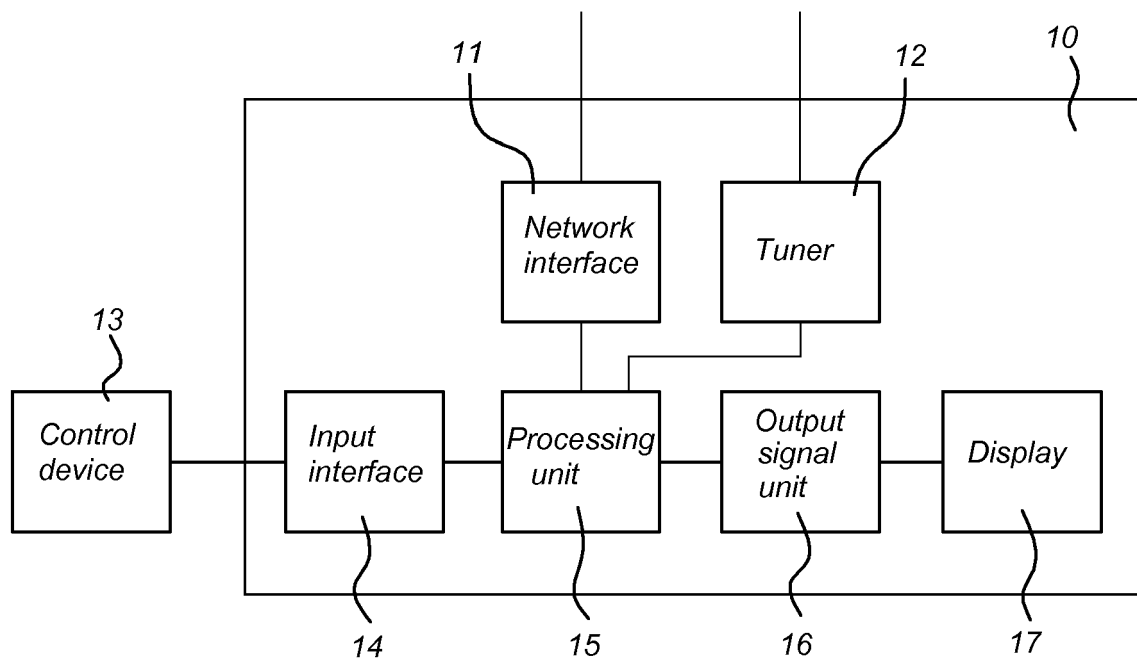 11
12
10
Network
interface
Tuner
13
Control
device
Input
interface
Processing
unit
Output
signal
unit
Display
14
15
16
17